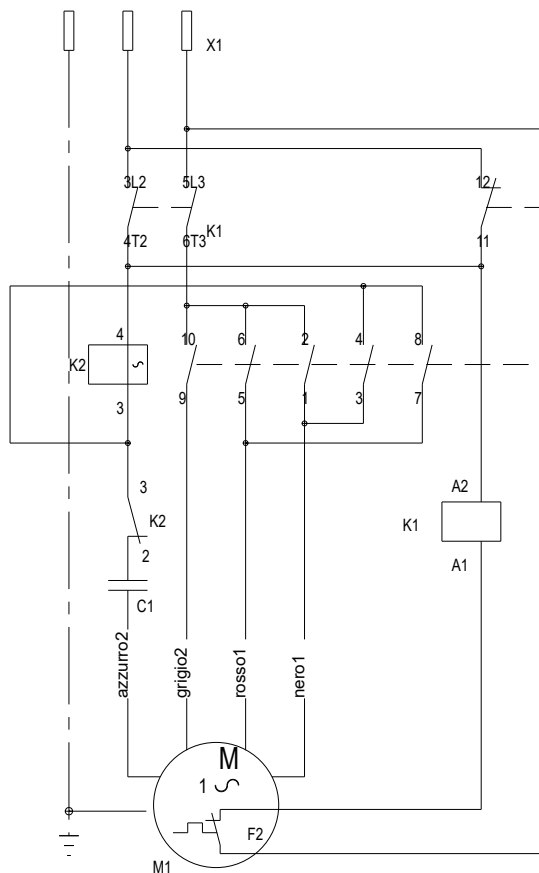 X1
3L2 5L3 12
K1
4T2 6T3 11
4 10 6 2 4 8
K2
3 9 5 1 3 7
3
K2
2
A2
K1
A1
C1
azzurro2
grigio2
rosso1
nero1
M
1
F2
M1